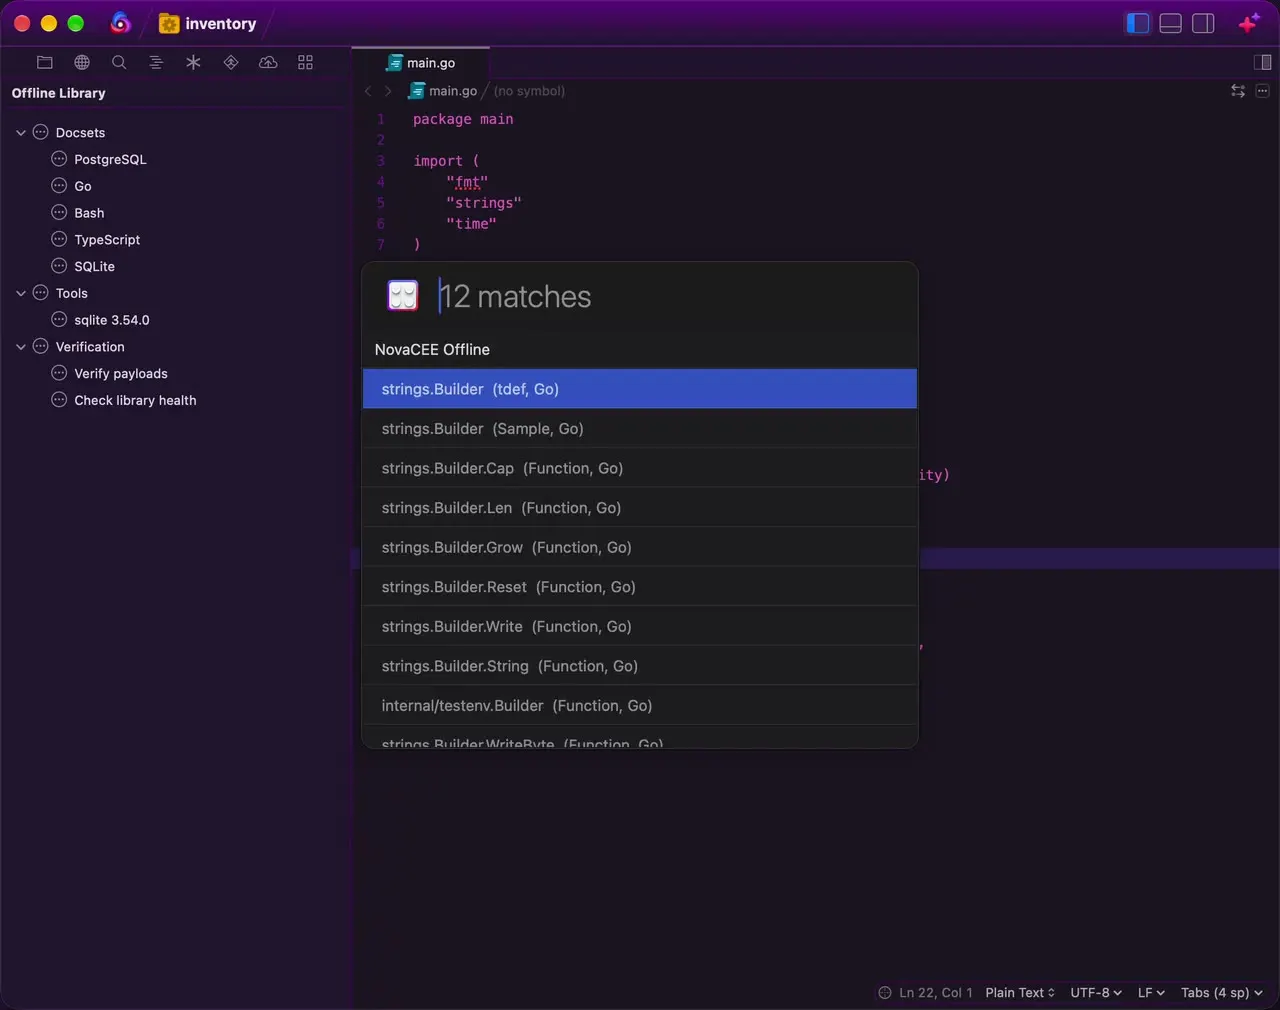 inventory
main.go
Offline Library
main.go
(no symbol)
Docsets
PostgreSQL
Go
Bash
TypeScript
SQLite
Tools
sqlite 3.54.0
Verification
Verify payloads
Check library health
1 package main
2
3 import (
4 "fmt"
5 "strings"
6 "time"
7 )
12 matches
NovaCEE Offline
strings.Builder (tdef, Go)
strings.Builder (Sample, Go)
strings.Builder.Cap (Function, Go)
ity)
strings.Builder.Len (Function, Go)
strings.Builder.Grow (Function, Go)
strings.Builder.Reset (Function, Go)
strings.Builder.Write (Function, Go)
strings.Builder.String (Function, Go)
internal/testenv.Builder (Function, Go)
strings.Builder.WriteByte (Function, Go)
Ln 22, Col 1 Plain Text UTF-8 LF Tabs (4 sp)